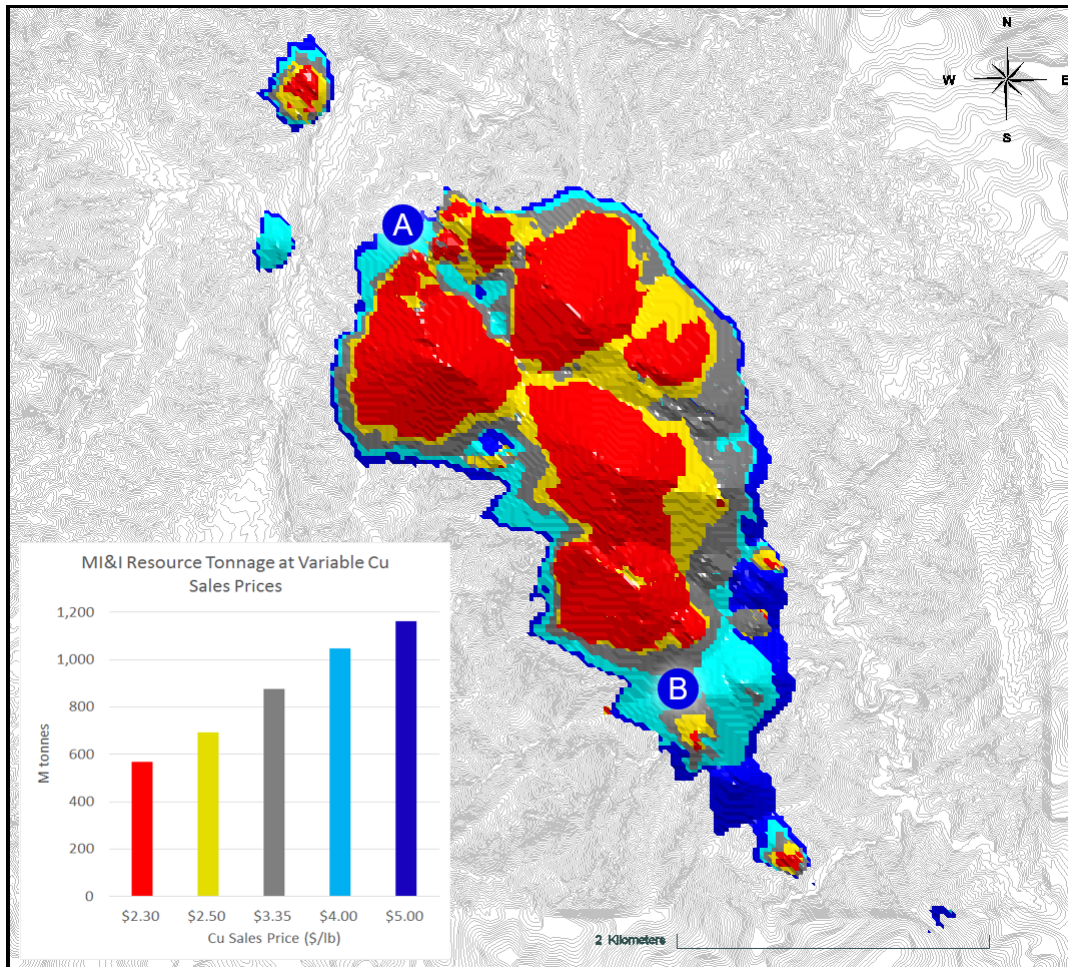 N
W E
S
A
B
MI&I Resource Tonnage at Variable Cu
Sales Prices
1,200
1,000
800
600
400
200
0
M tonnes
$2.30 $2.50 $3.35 $4.00 $5.00
Cu Sales Price ($/lb)
2 Kilometers